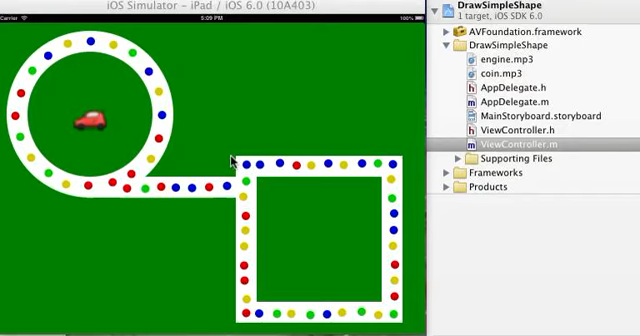 iOS Simulator - iPad / iOS 6.0 (10A403)
Carrier
5:09 PM
100%
DrawSimpleShape
1 target, iOS SDK 6.0
AVFoundation.framework
DrawSimpleShape
engine.mp3
coin.mp3
h AppDelegate.h
m AppDelegate.m
MainStoryboard.storyboard
h ViewController.h
m ViewController.m
Supporting Files
Frameworks
Products